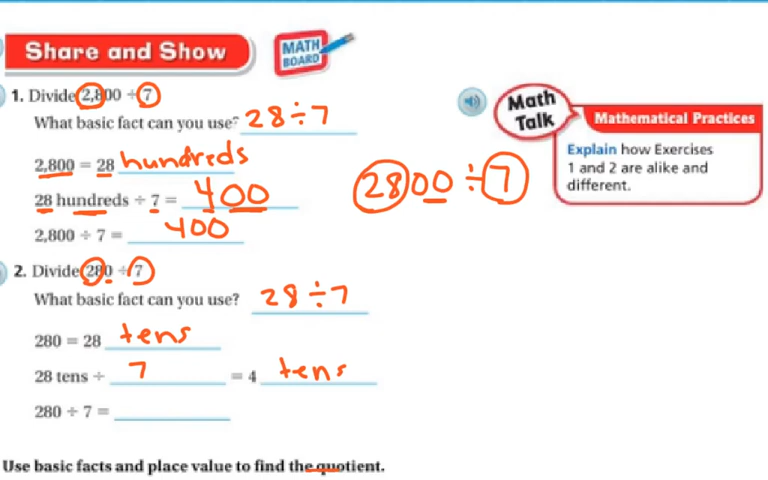 Share and Show
MATH
BOARD
1. Divide 2,800 ÷ 7
What basic fact can you use? 28÷7
2,800 = 28 hundreds
28 hundreds ÷ 7 = 400
2,800 ÷ 7 = 400
2800 ÷ 7
Math
Talk
Mathematical Practices
Explain how Exercises
1 and 2 are alike and
different.
2. Divide 280 ÷ 7
What basic fact can you use? 28÷7
280 = 28 tens
28 tens ÷ 7 = 4 tens
280 ÷ 7 =
Use basic facts and place value to find the quotient.